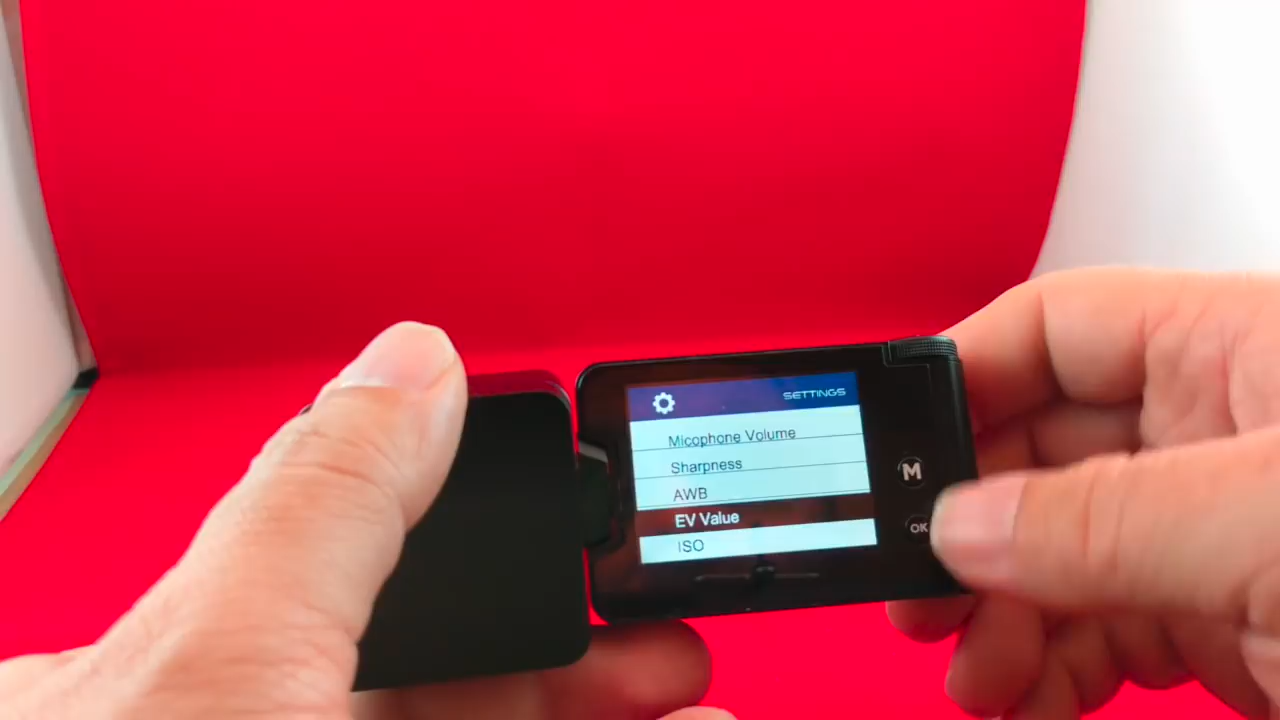 SETTINGS
Micophone Volume
Sharpness
AWB
EV Value
ISO
M
OK